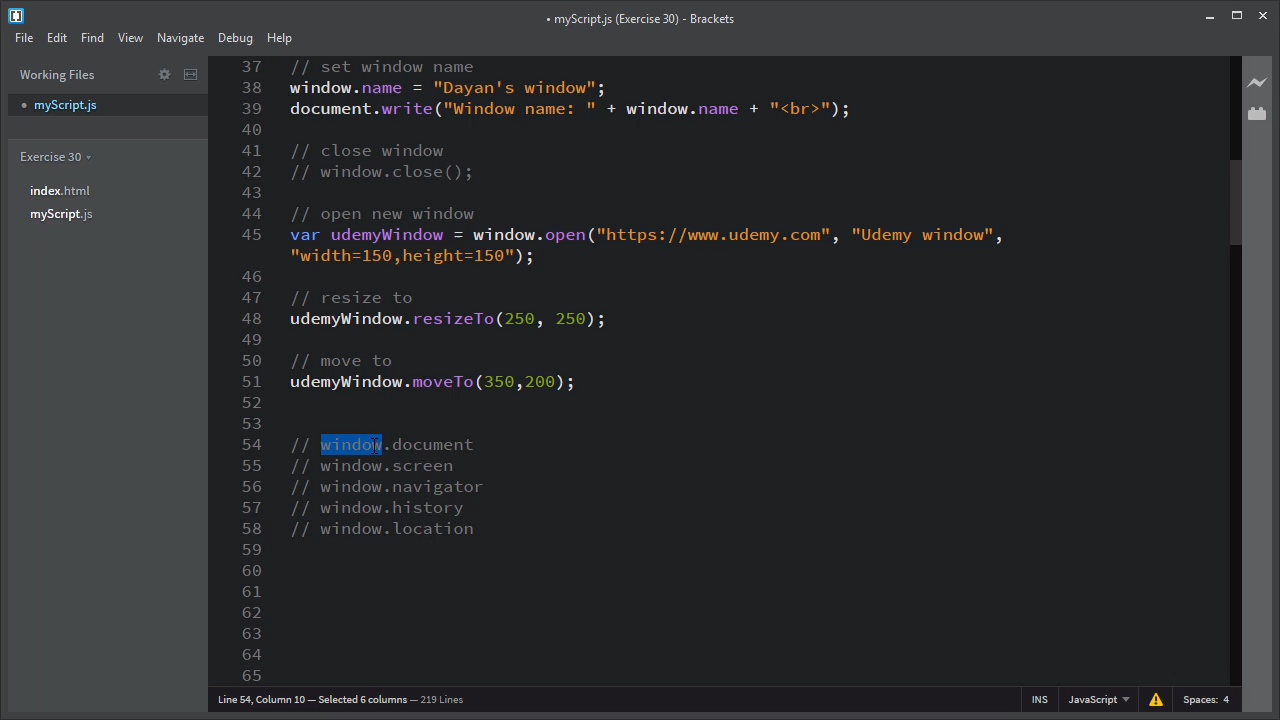 • myScript.js (Exercise 30) - Brackets
File Edit Find View Navigate Debug Help
Working Files
• myScript.js
Exercise 30
index.html
myScript.js
37 // set window name
38 window.name = "Dayan's window";
39 document.write("Window name: " + window.name + "<br>");
40
41 // close window
42 // window.close();
43
44 // open new window
45 var udemyWindow = window.open("https://www.udemy.com", "Udemy window",
"width=150,height=150");
46
47 // resize to
48 udemyWindow.resizeTo(250, 250);
49
50 // move to
51 udemyWindow.moveTo(350,200);
52
53
54 // window.document
55 // window.screen
56 // window.navigator
57 // window.history
58 // window.location
59
60
61
62
63
64
65
Line 54, Column 10 — Selected 6 columns — 219 Lines INS JavaScript Spaces: 4